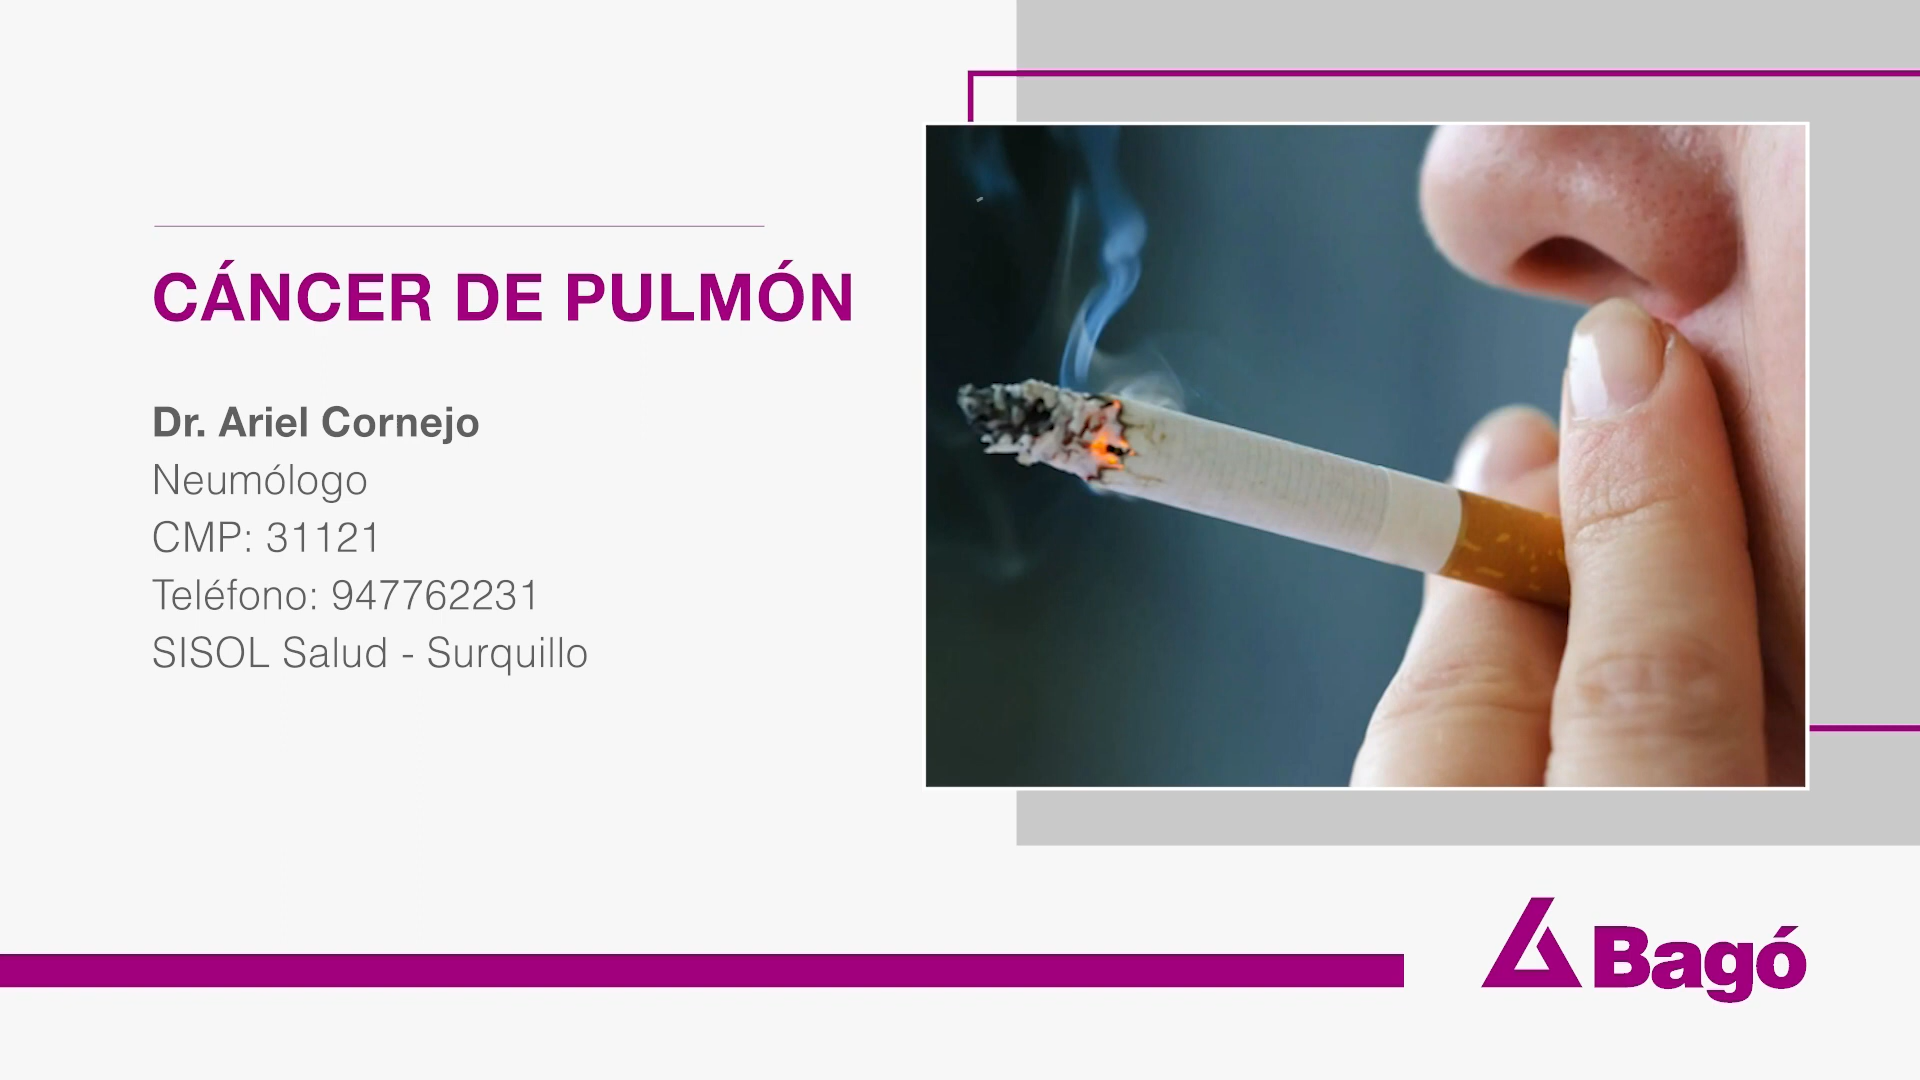 CÁNCER DE PULMÓN
Dr. Ariel Cornejo
Neumólogo
CMP: 31121
Teléfono: 947762231
SISOL Salud - Surquillo
Bagó